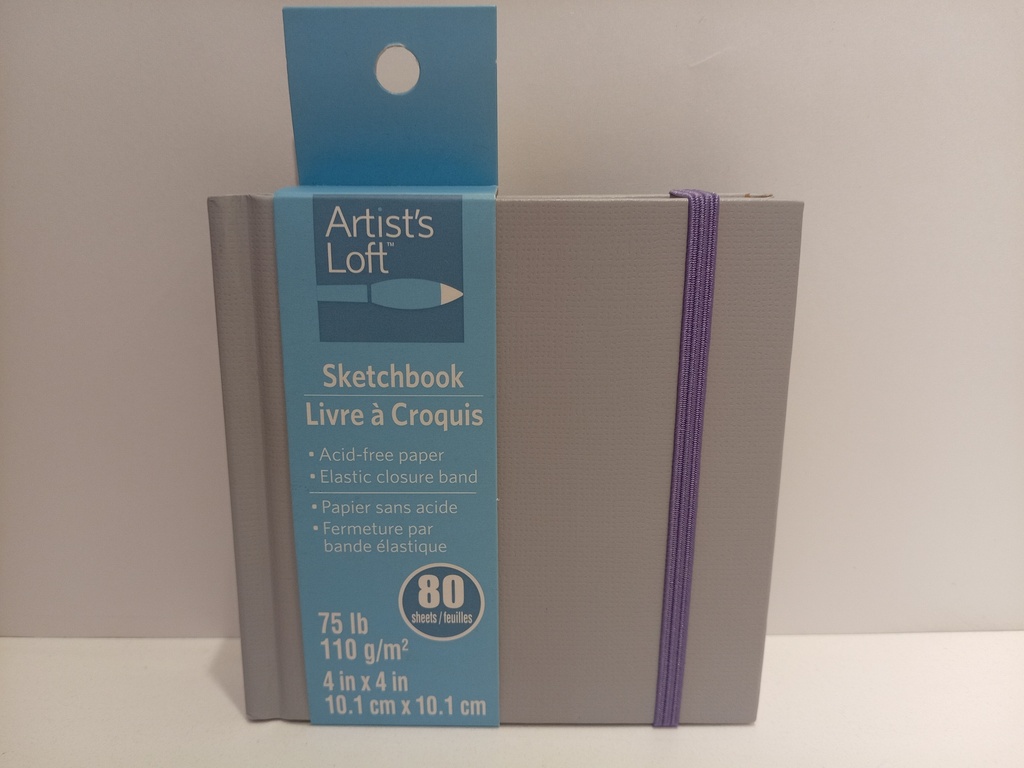 Artist's
Loft™
Sketchbook
Livre à Croquis
▪ Acid-free paper
▪ Elastic closure band
▪ Papier sans acide
▪ Fermeture par
bande élastique
80
sheets / feuilles
75 lb
110 g/m²
4 in x 4 in
10.1 cm x 10.1 cm